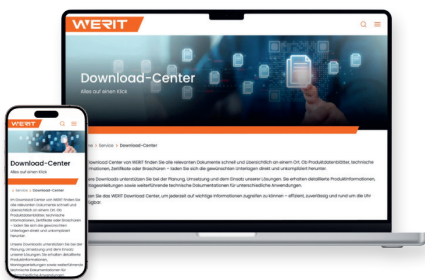 WERIT
Download-Center
Alles auf einen Klick
> Service > Download-Center
Download Center von WERIT finden Sie alle relevanten Dokumente schnell und übersichtlich an einem Ort. Ob Produktdatenblätter, technische
Informationen, Zertifikate oder Broschüren – laden Sie sich die gewünschten Unterlagen direkt und unkompliziert herunter.
Downloads unterstützen Sie bei der Planung, Umsetzung und dem Einsatz unserer Lösungen. Sie erhalten detaillierte Produktinformationen,
Montageanleitungen sowie weiterführende technische Dokumentationen für unterschiedliche Anwendungen.
Sie das WERIT Download Center, um jederzeit auf wichtige Informationen zugreifen zu können – effizient, zuverlässig und rund um die Uhr
WERIT
Download-Center
Alles auf einen Klick
> Service > Download-Center
Im Download Center von WERIT finden Sie
alle relevanten Dokumente schnell und
übersichtlich an einem Ort. Ob
Produktdatenblätter, technische
Informationen, Zertifikate oder Broschüren
– laden Sie sich die gewünschten
Unterlagen direkt und unkompliziert
herunter.
Unsere Downloads unterstützen Sie bei der
Planung, Umsetzung und dem Einsatz
unserer Lösungen. Sie erhalten detaillierte
Produktinformationen,
Montageanleitungen sowie weiterführende
technische Dokumentationen für